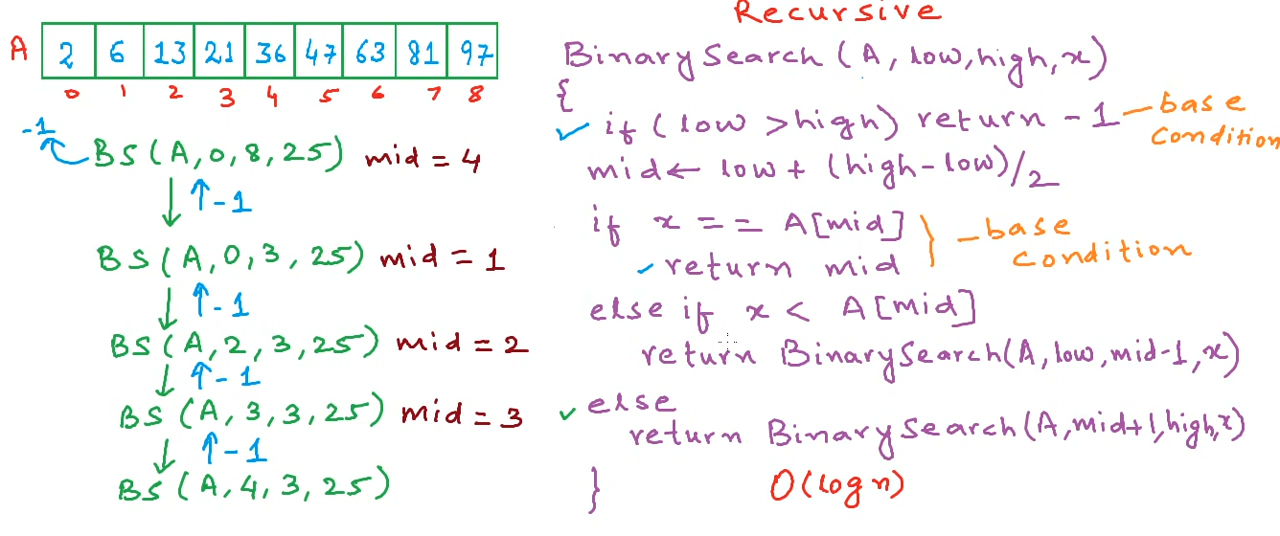 A 2 6 13 21 36 47 63 81 97
0 1 2 3 4 5 6 7 8
-1
BS(A,0,8,25) mid = 4
-1
BS(A,0,3,25) mid = 1
-1
BS(A,2,3,25) mid = 2
-1
BS(A,3,3,25) mid = 3
-1
BS(A,4,3,25)
Recursive
BinarySearch(A, low, high, x)
{
if (low > high) return -1 - base condition
mid ← low + (high-low)/2
if x == A[mid]
return mid
} - base condition
else if x < A[mid]
return BinarySearch(A, low, mid-1, x)
else
return BinarySearch(A, mid+1, high, x)
}
O(log n)